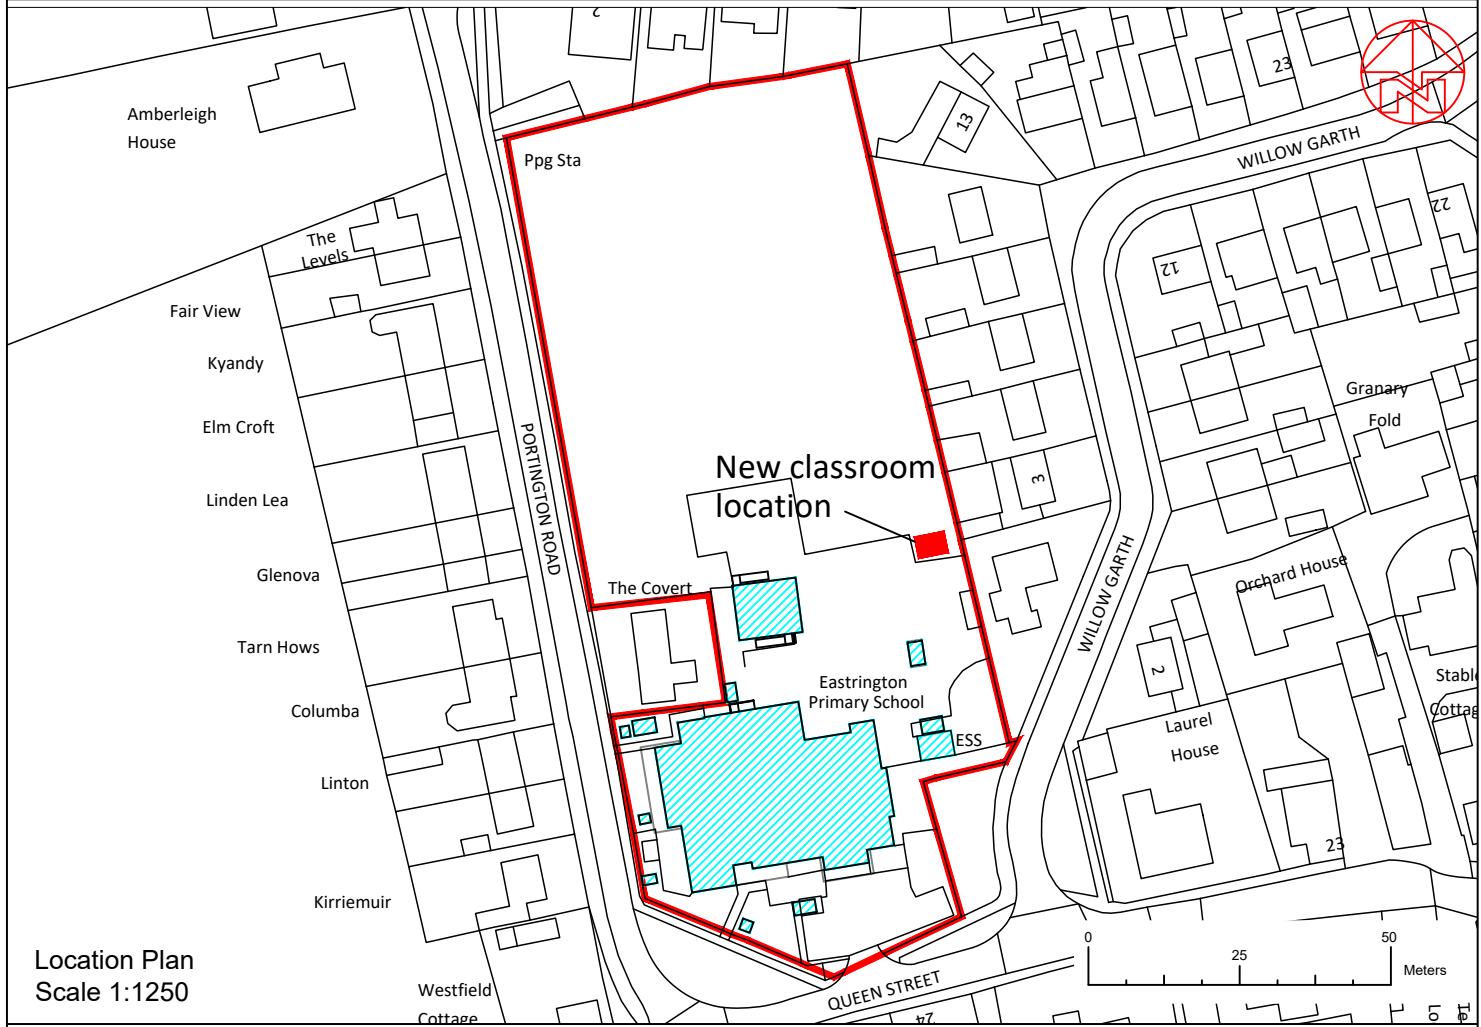 2
23
Amberleigh
House
13
Ppg Sta
WILLOW GARTH
22
The
Levels
12
Fair View
Kyandy
Granary
Fold
Elm Croft
PORTINGTON ROAD
New classroom
location
3
Linden Lea
Glenova
The Covert
WILLOW GARTH
Orchard House
Tarn Hows
2
Eastrington
Primary School
Columba
Laurel
House
ESS
Linton
23
Kirriemuir
Location Plan
Scale 1:1250
0
25
50
Meters
Westfield
Cottage
QUEEN STREET
24